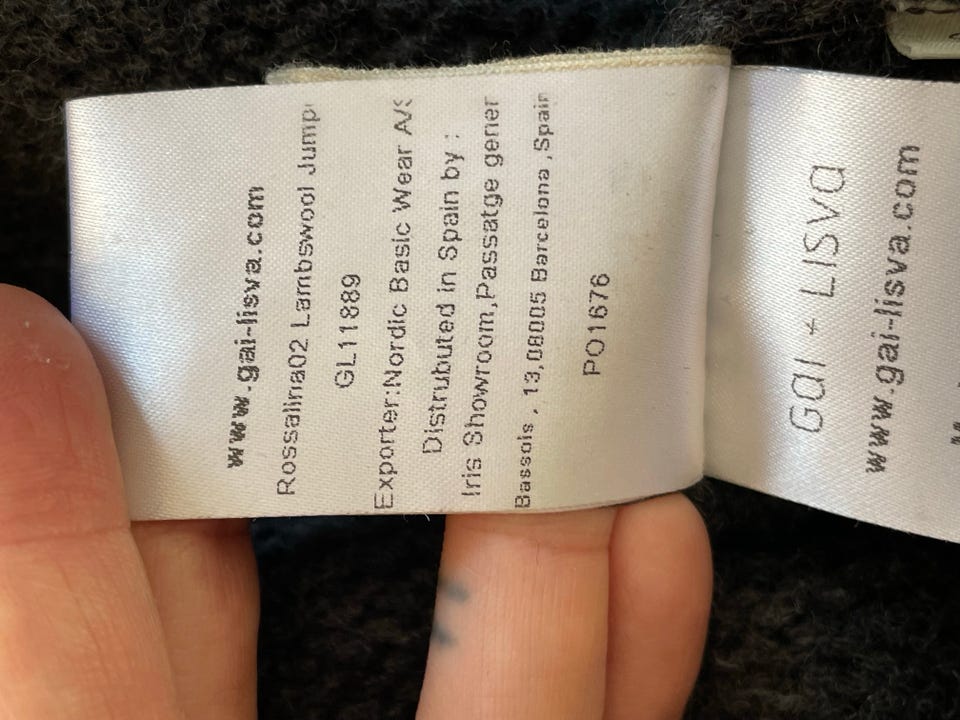 www.gai-lisva.com
Rossalina02 Lambswool Jump
GL11889
Exporter:Nordic Basic Wear A/S
Distrubuted in Spain by :
Iris Showroom,Passatge gener
Bassols , 13,08005 Barcelona ,Spain
PO1676
Gai + LISVa
www.gai-lisva.com